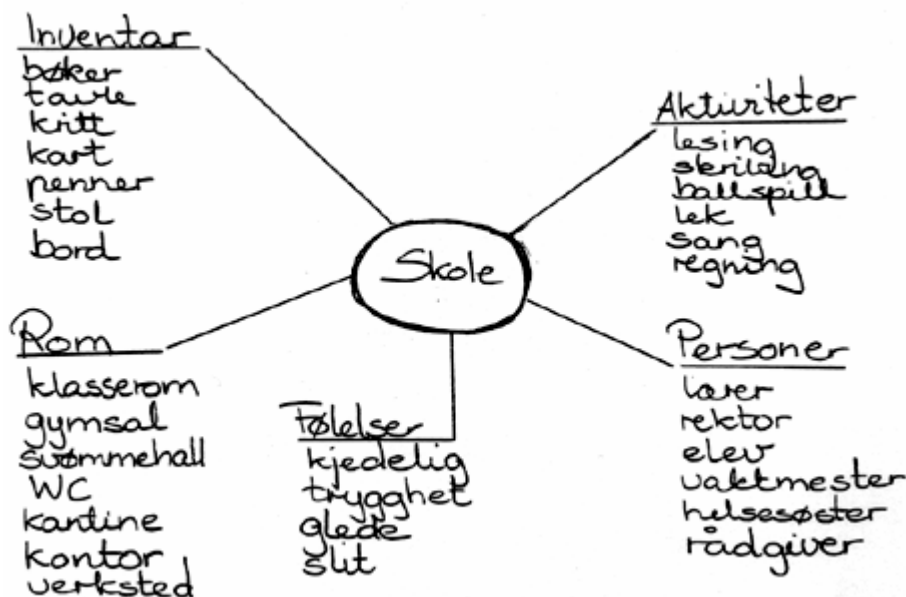 Inventar
bøker
tavle
kritt
kart
penner
stol
bord
Aktiviteter
lesing
skriving
ballspill
lek
sang
regning
Skole
Rom
klasserom
gymsal
svømmehall
WC
kantine
kontor
verksted
Følelser
kjedelig
trygghet
glede
slit
Personer
lærer
rektor
elev
vaktmester
helsesøster
rådgiver